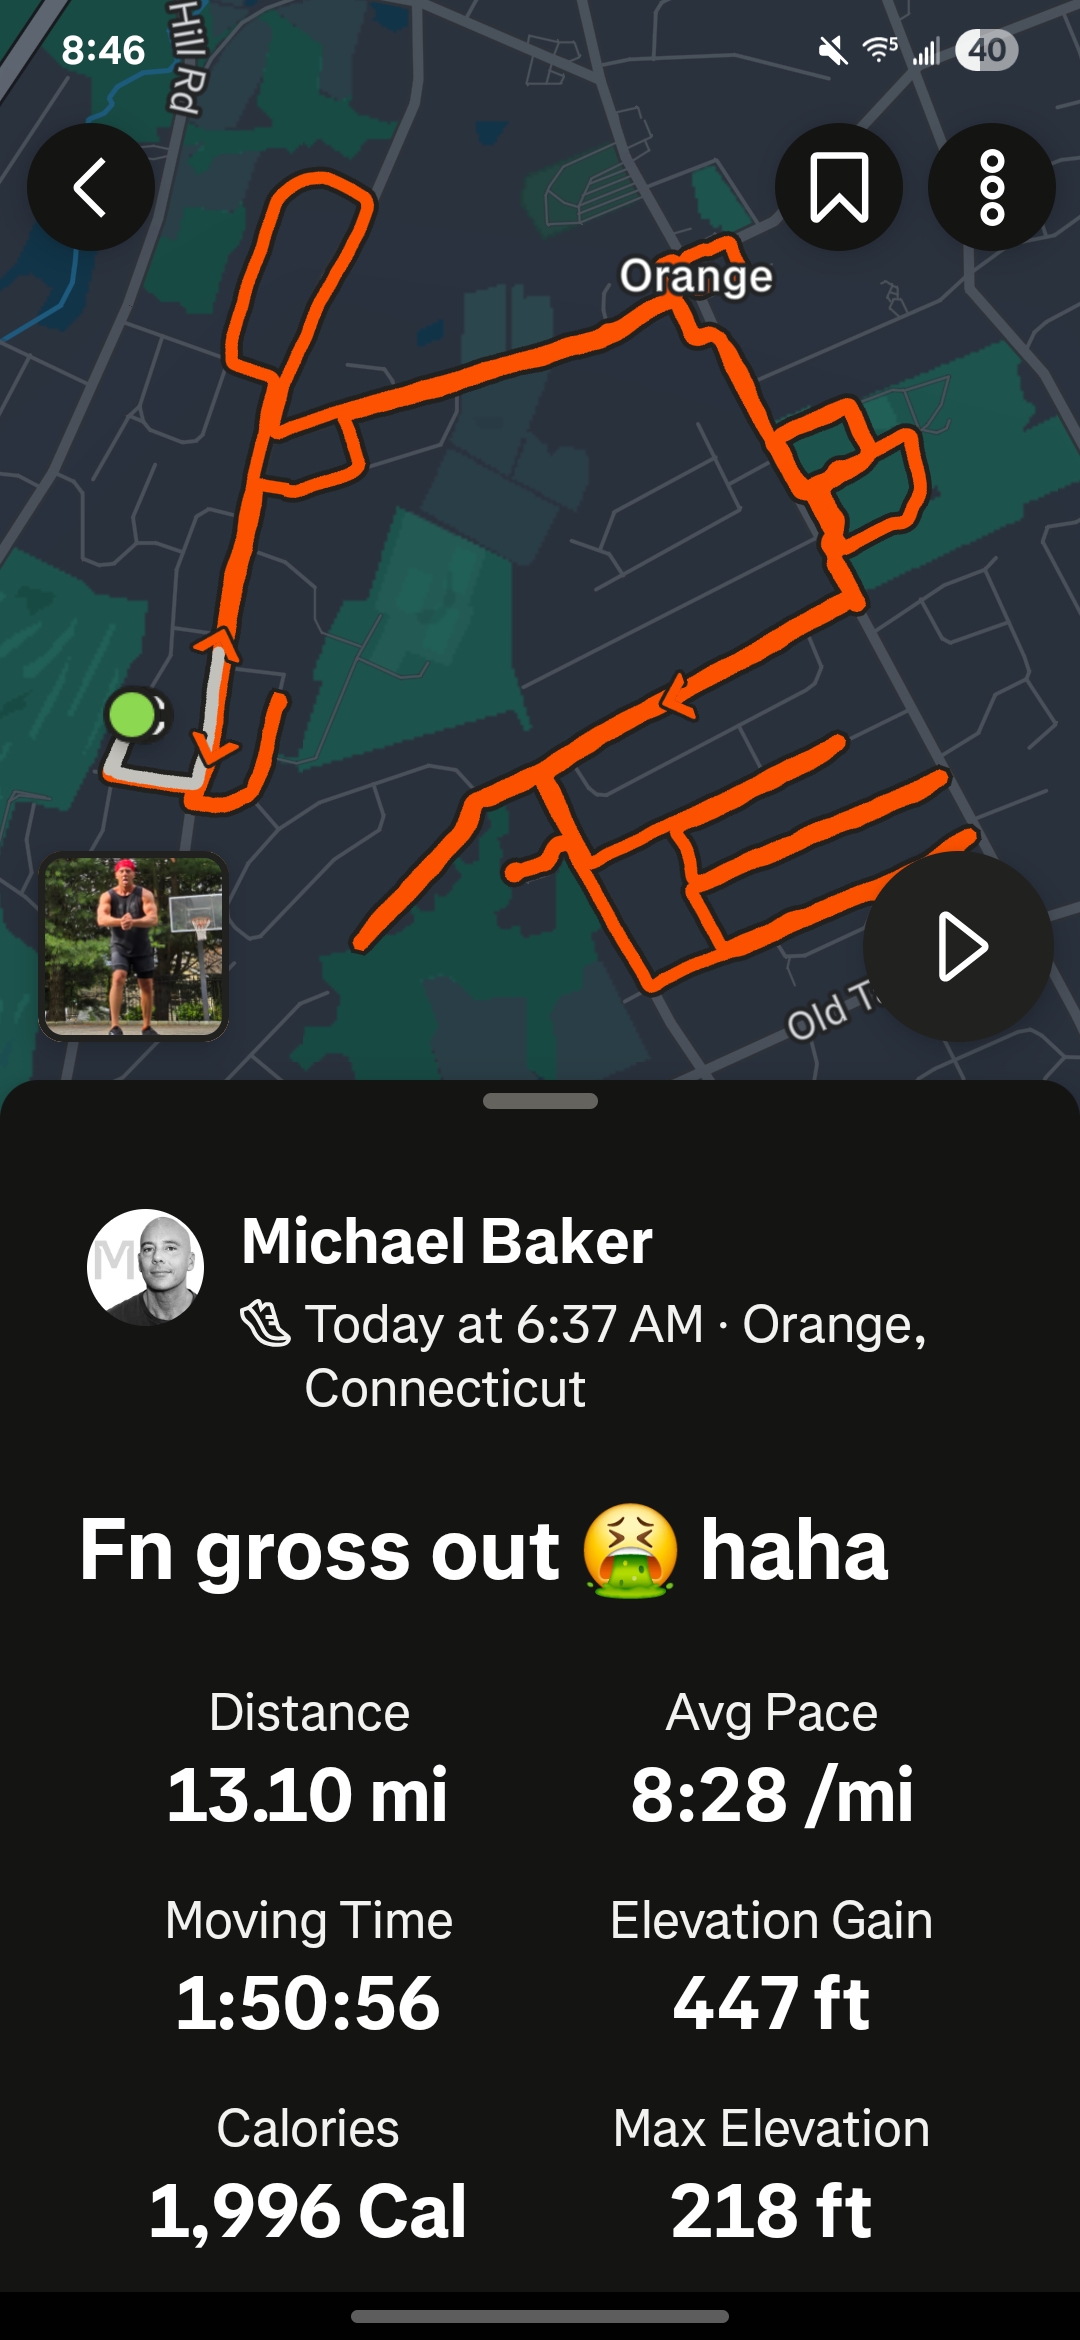 8:46
5
40
Hill Rd
Orange
Old T
M
Michael Baker
Today at 6:37 AM · Orange,
Connecticut
Fn gross out 🤮 haha
Distance
Avg Pace
13.10 mi
8:28 /mi
Moving Time
Elevation Gain
1:50:56
447 ft
Calories
Max Elevation
1,996 Cal
218 ft